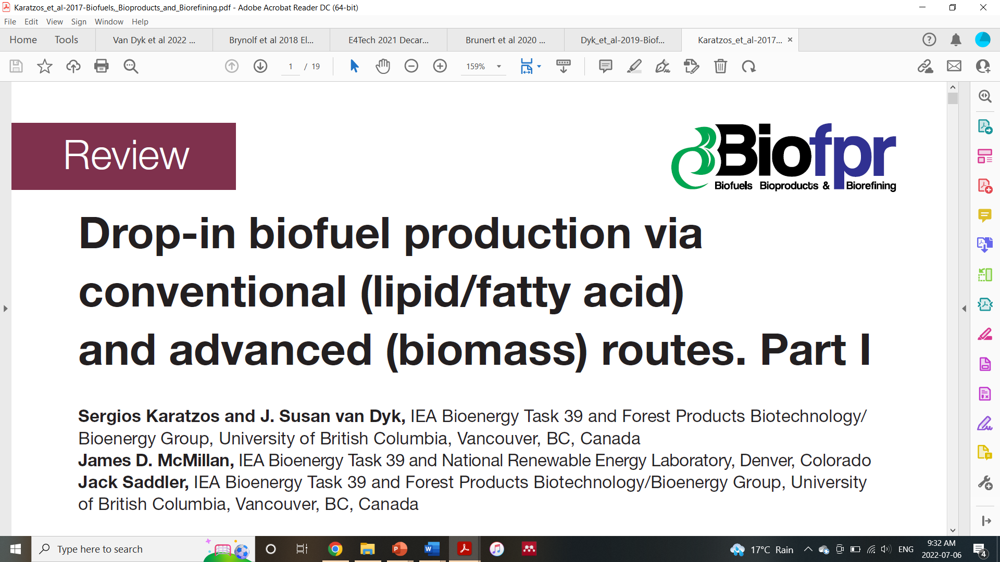 Karatzos_et_al-2017-Biofuels,_Bioproducts_and_Biorefining.pdf - Adobe Acrobat Reader DC (64-bit)
File Edit View Sign Window Help
Home Tools Van Dyk et al 2022 ... Brynolf et al 2018 El... E4Tech 2021 Decar... Brunert et al 2020 ... Dyk_et_al-2019-Biof... Karatzos_et_al-2017... ×
1 / 19 159%
Review
Biofpr
Biofuels Bioproducts & Biorefining
Drop-in biofuel production via
conventional (lipid/fatty acid)
and advanced (biomass) routes. Part I
Sergios Karatzos and J. Susan van Dyk, IEA Bioenergy Task 39 and Forest Products Biotechnology/
Bioenergy Group, University of British Columbia, Vancouver, BC, Canada
James D. McMillan, IEA Bioenergy Task 39 and National Renewable Energy Laboratory, Denver, Colorado
Jack Saddler, IEA Bioenergy Task 39 and Forest Products Biotechnology/Bioenergy Group, University
of British Columbia, Vancouver, BC, Canada
Type here to search
17°C Rain
ENG
9:32 AM
2022-07-06
4